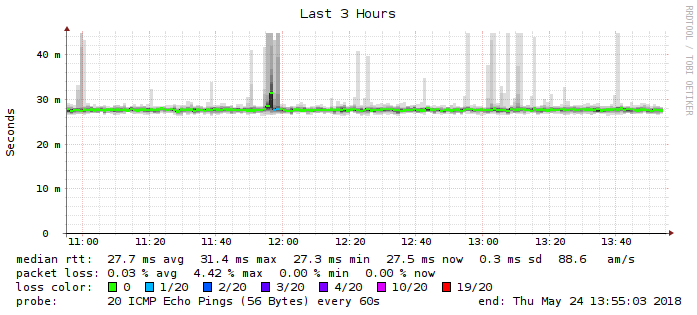 Last 3 Hours
RRDTOOL / TOBI OETIKER
Seconds
40 m
30 m
20 m
10 m
0
11:00 11:20 11:40 12:00 12:20 12:40 13:00 13:20 13:40
median rtt: 27.7 ms avg 31.4 ms max 27.3 ms min 27.5 ms now 0.3 ms sd 88.6 am/s
packet loss: 0.03 % avg 4.42 % max 0.00 % min 0.00 % now
loss color: 0 1/20 2/20 3/20 4/20 10/20 19/20
probe: 20 ICMP Echo Pings (56 Bytes) every 60s end: Thu May 24 13:55:03 2018